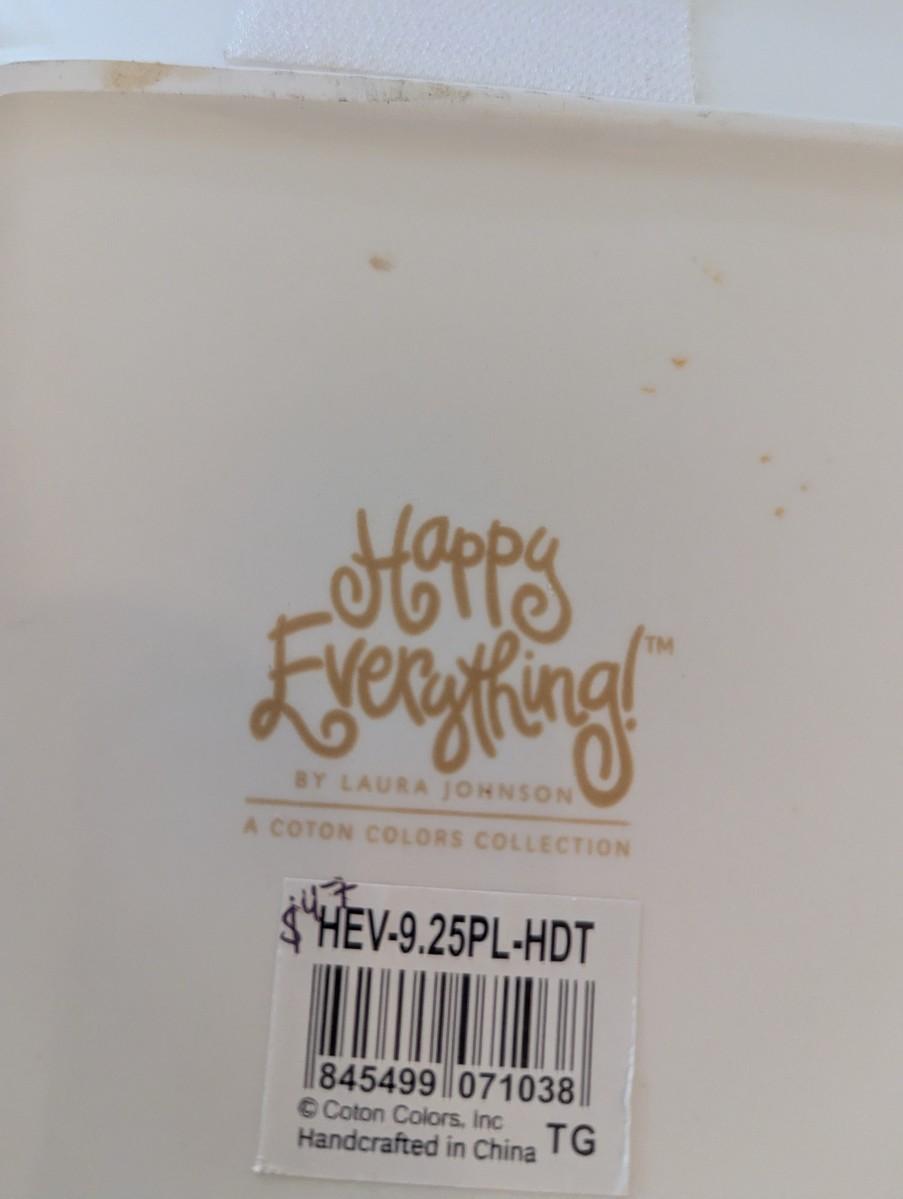 Happy
Everything!™
BY LAURA JOHNSON
A COTON COLORS COLLECTION
$47
HEV-9.25PL-HDT
845499 071038
© Coton Colors, Inc
Handcrafted in China TG